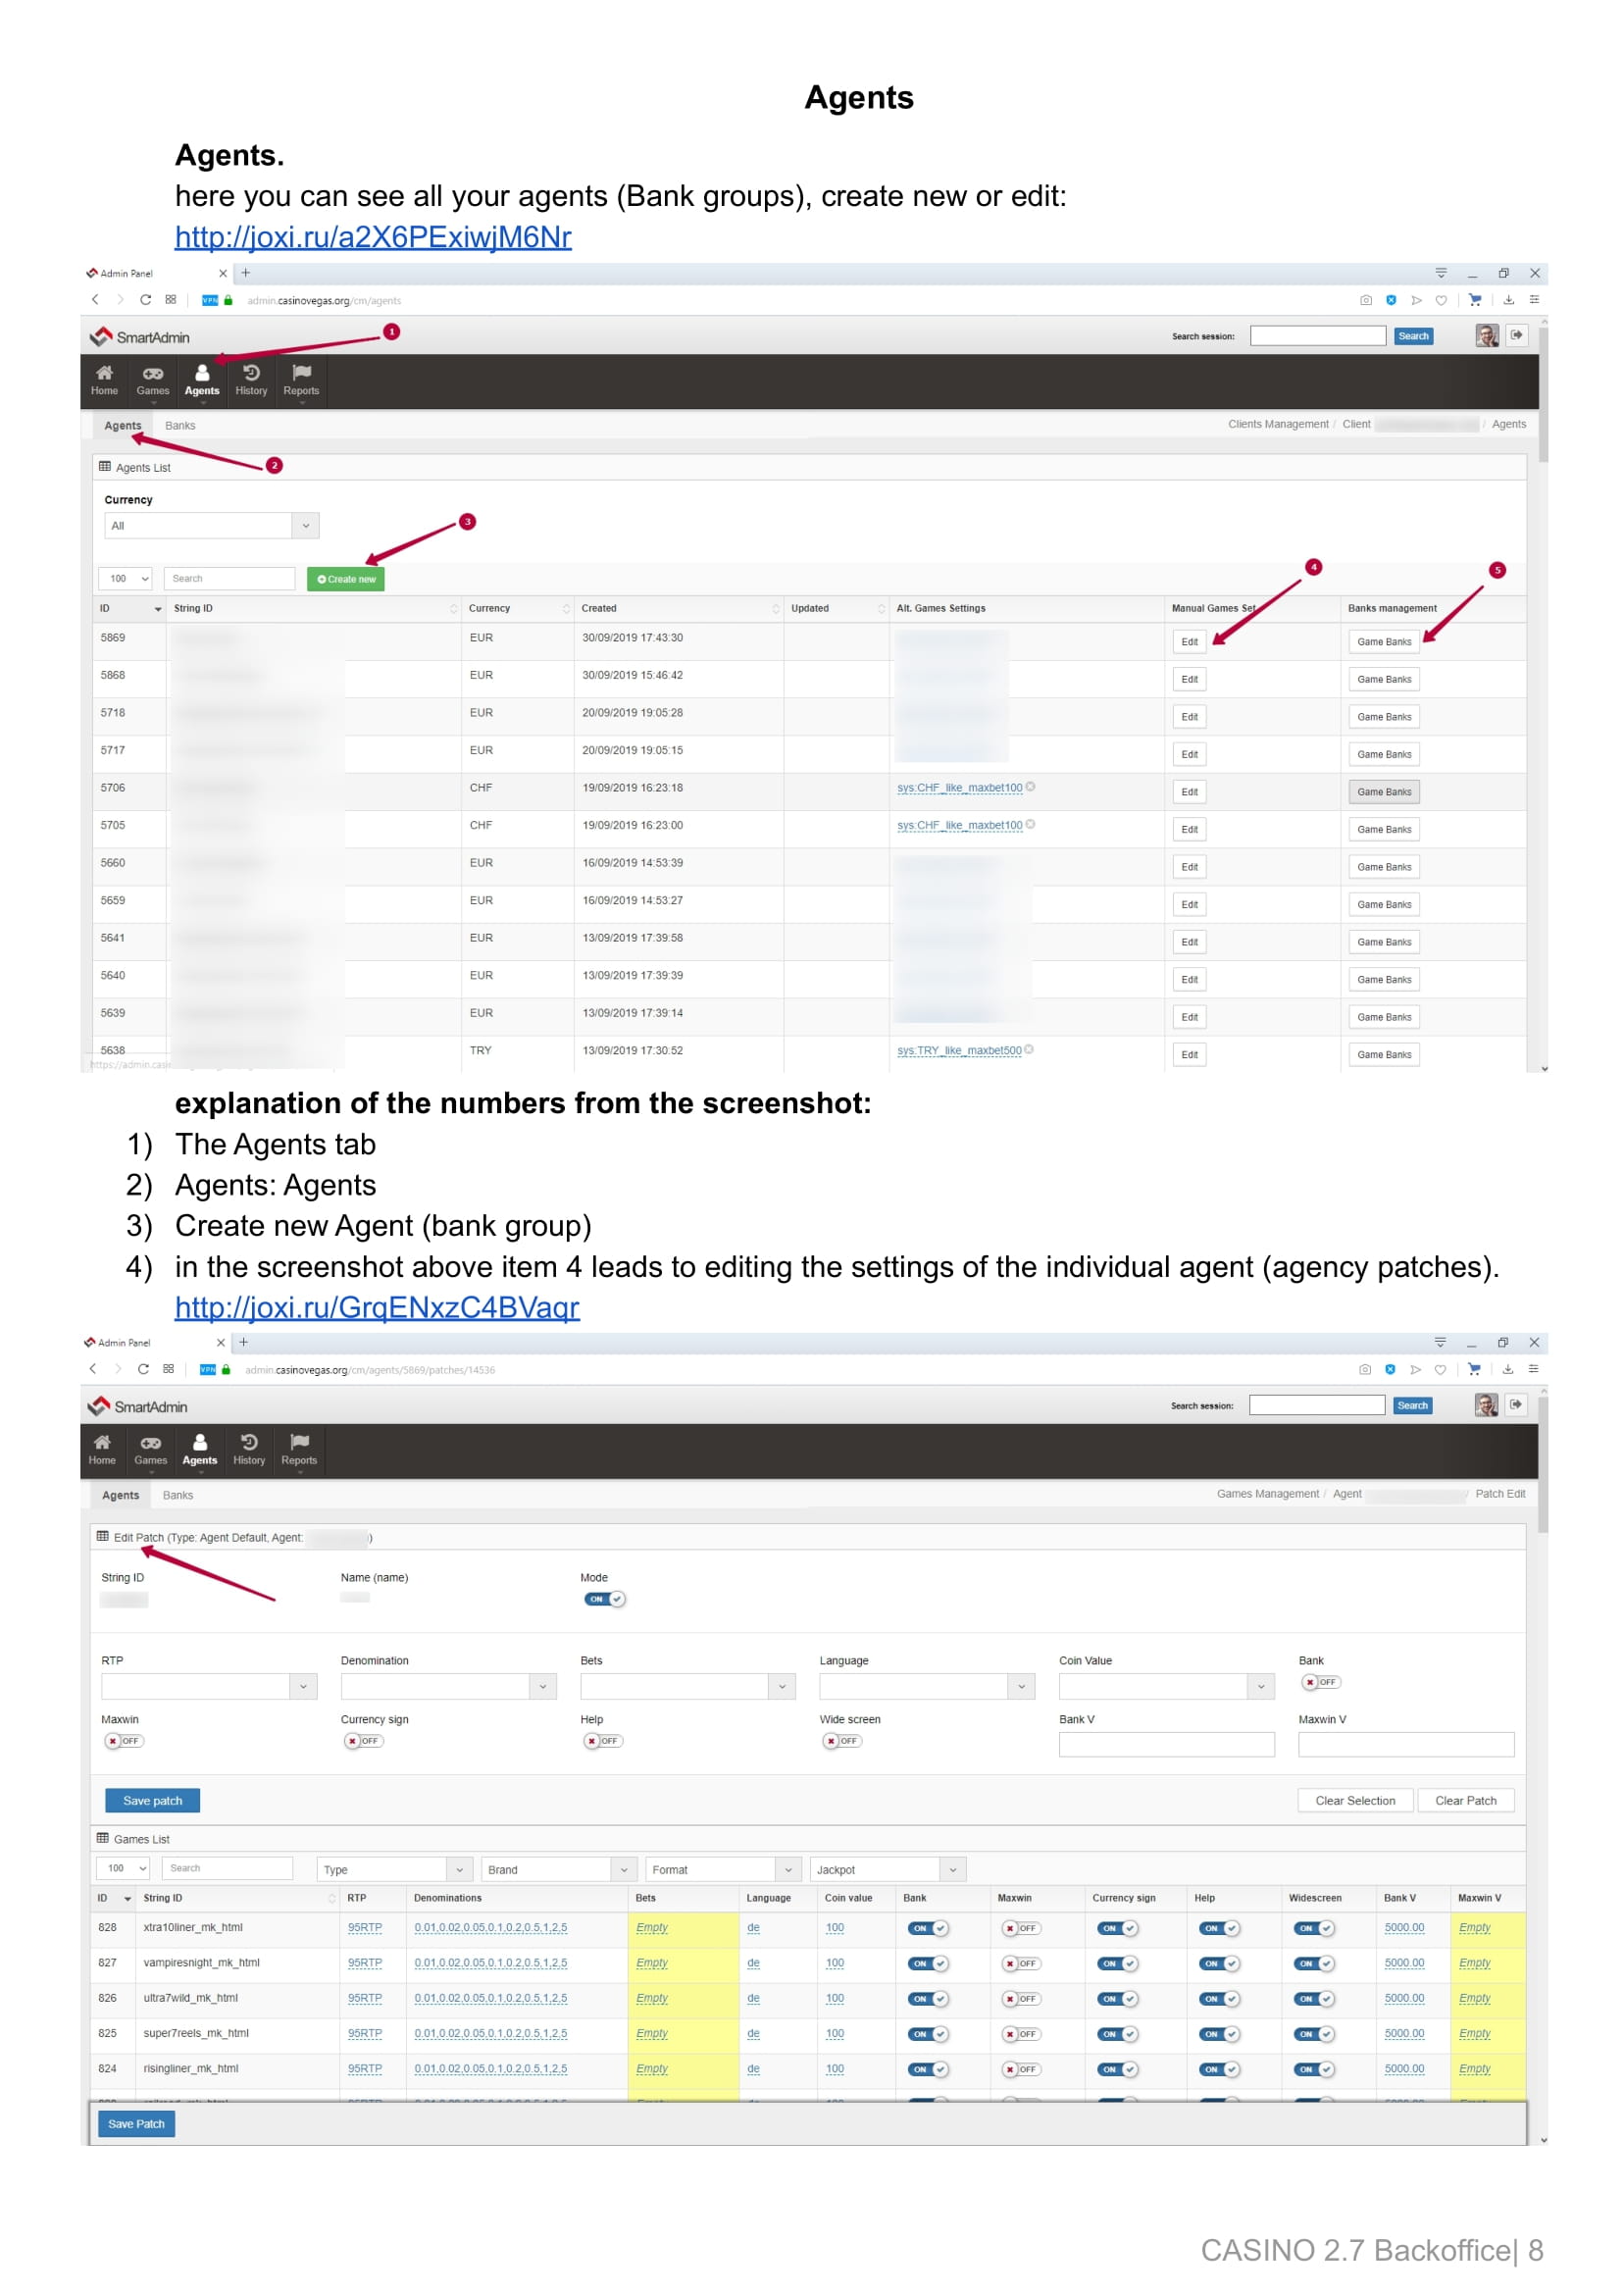 Agents
Agents.
here you can see all your agents (Bank groups), create new or edit:
http://joxi.ru/a2X6PExiwjM6Nr
Admin Panel
VPN admin.casinovegas.org/cm/agents
SmartAdmin 1 Search session: Search
Home Games Agents History Reports
Agents Banks Clients Management / Client / Agents
2
Agents List
Currency
All
3
4 5
100 Search Create new
ID String ID Currency Created Updated Alt. Games Settings Manual Games Set Banks management
5869 EUR 30/09/2019 17:43:30 Edit Game Banks
5868 EUR 30/09/2019 15:46:42 Edit Game Banks
5718 EUR 20/09/2019 19:05:28 Edit Game Banks
5717 EUR 20/09/2019 19:05:15 Edit Game Banks
5706 CHF 19/09/2019 16:23:18 sys:CHF_like_maxbet100 Edit Game Banks
5705 CHF 19/09/2019 16:23:00 sys:CHF_like_maxbet100 Edit Game Banks
5660 EUR 16/09/2019 14:53:39 Edit Game Banks
5659 EUR 16/09/2019 14:53:27 Edit Game Banks
5641 EUR 13/09/2019 17:39:58 Edit Game Banks
5640 EUR 13/09/2019 17:39:39 Edit Game Banks
5639 EUR 13/09/2019 17:39:14 Edit Game Banks
5638 TRY 13/09/2019 17:30:52 sys:TRY_like_maxbet500 Edit Game Banks
explanation of the numbers from the screenshot:
1) The Agents tab
2) Agents: Agents
3) Create new Agent (bank group)
4) in the screenshot above item 4 leads to editing the settings of the individual agent (agency patches).
http://joxi.ru/GrqENxzC4BVaqr
Admin Panel
VPN admin.casinovegas.org/cm/agents/5869/patches/14536
SmartAdmin Search session: Search
Home Games Agents History Reports
Agents Banks Games Management / Agent / Patch Edit
Edit Patch (Type: Agent Default, Agent: )
String ID Name (name) Mode
ON
RTP Denomination Bets Language Coin Value Bank
OFF
Maxwin Currency sign Help Wide screen Bank V Maxwin V
OFF OFF OFF OFF
Save patch Clear Selection Clear Patch
Games List
100 Search Type Brand Format Jackpot
ID String ID RTP Denominations Bets Language Coin value Bank Maxwin Currency sign Help Widescreen Bank V Maxwin V
828 xtra10liner_mk_html 95RTP 0.01,0.02,0.05,0.1,0.2,0.5,1,2,5 Empty de 100 ON OFF ON ON ON 5000.00 Empty
827 vampiresnight_mk_html 95RTP 0.01,0.02,0.05,0.1,0.2,0.5,1,2,5 Empty de 100 ON OFF ON ON ON 5000.00 Empty
826 ultra7wild_mk_html 95RTP 0.01,0.02,0.05,0.1,0.2,0.5,1,2,5 Empty de 100 ON OFF ON ON ON 5000.00 Empty
825 super7reels_mk_html 95RTP 0.01,0.02,0.05,0.1,0.2,0.5,1,2,5 Empty de 100 ON OFF ON ON ON 5000.00 Empty
824 risingliner_mk_html 95RTP 0.01,0.02,0.05,0.1,0.2,0.5,1,2,5 Empty de 100 ON OFF ON ON ON 5000.00 Empty
Save Patch
CASINO 2.7 Backoffice| 8